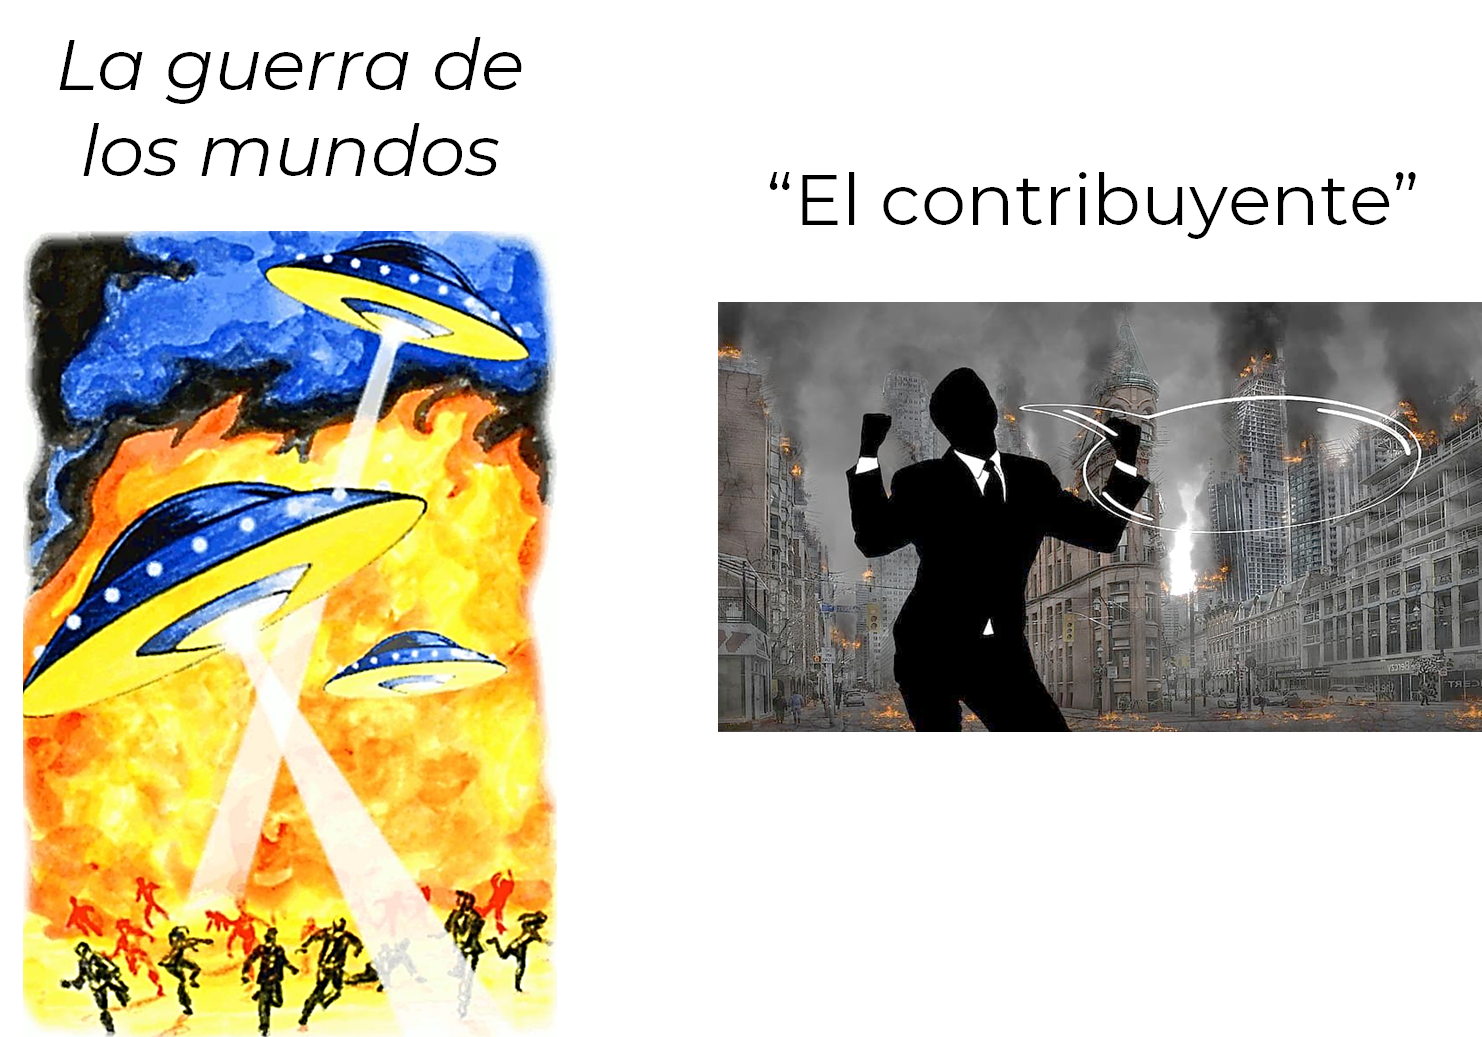 La guerra de
los mundos
“El contribuyente”